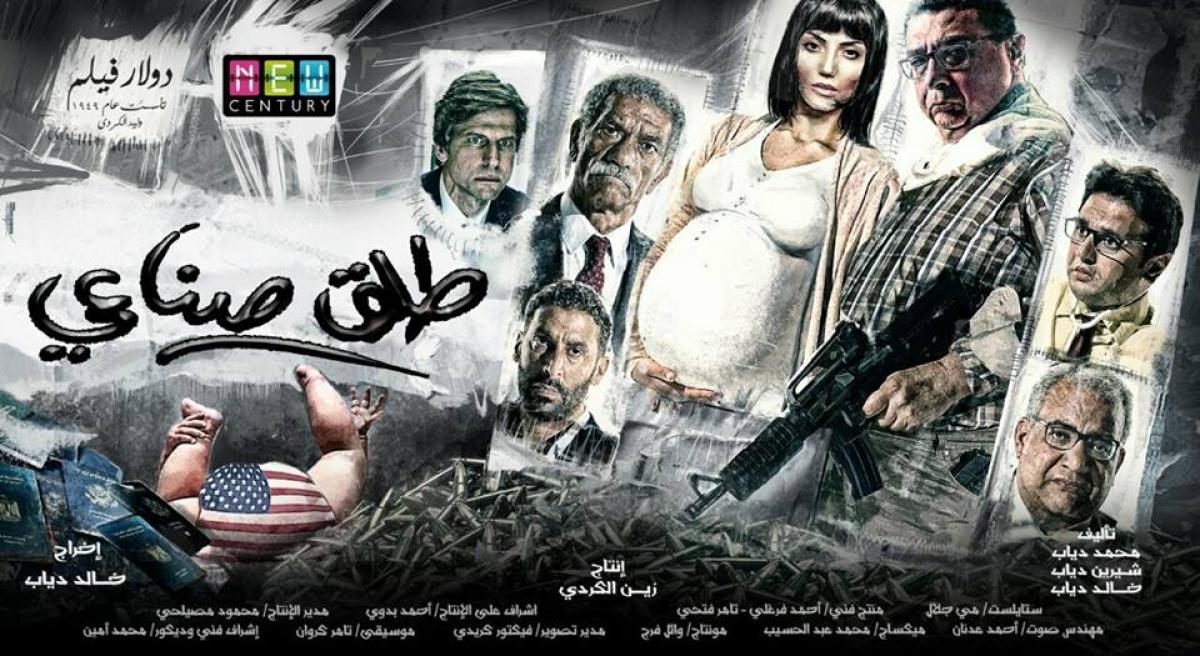 دولار فيلم
تأسست عام ١٩٤٩
وليد الكردي
NEW
CENTURY
طلق صناعي
تأليف
محمد دياب
شيرين دياب
خالد دياب
إنتاج
زين الكردي
إخراج
خالد دياب
ستايلست/ مي جلال
منتج فني/ أحمد فرغلي - تامر فتحي
اشراف على الإنتاج/ أحمد بدوي
مدير الإنتاج/ محمود مصيلحي
مهندس صوت/ أحمد عدنان
ميكساج/ محمد عبد الحسيب
مونتاج/ وائل فرج
مدير تصوير/ فيكتور كريدي
موسيقى/ تامر كروان
إشراف فني وديكور/ محمد أمين